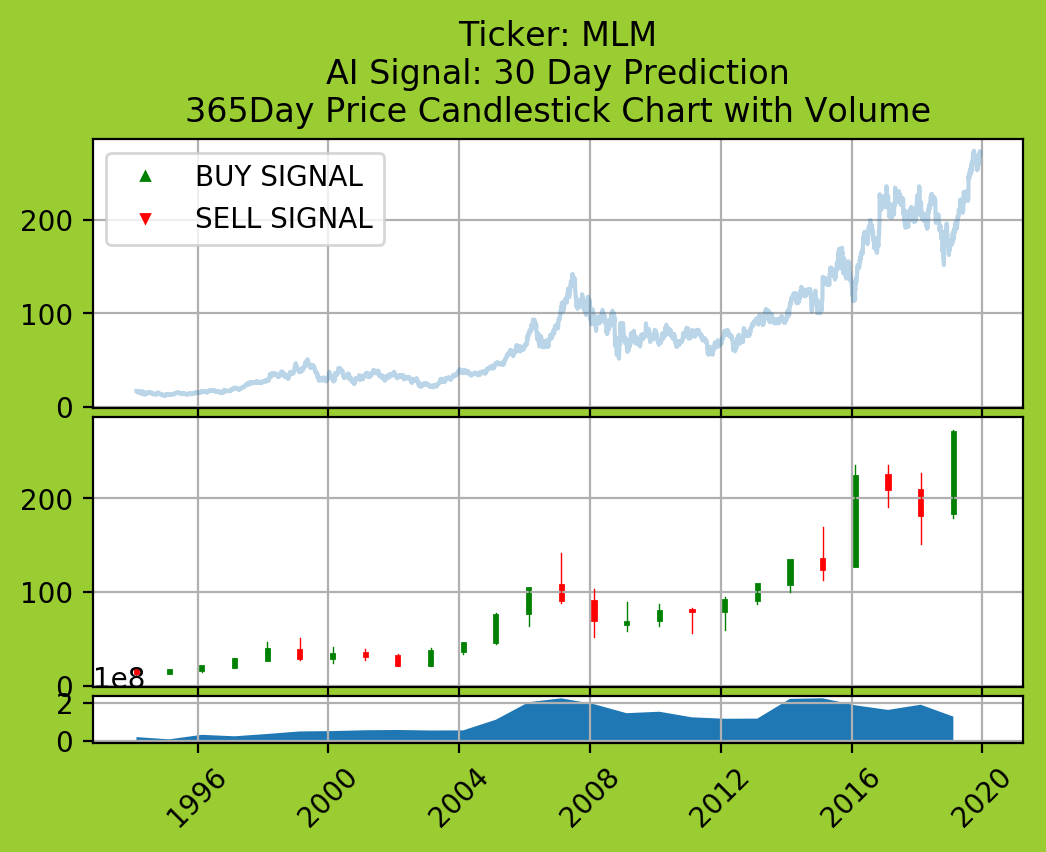 Ticker: MLM
AI Signal: 30 Day Prediction
365Day Price Candlestick Chart with Volume
BUY SIGNAL
SELL SIGNAL
200
100
0
200
100
0
1e8
2
0
1996
2000
2004
2008
2012
2016
2020